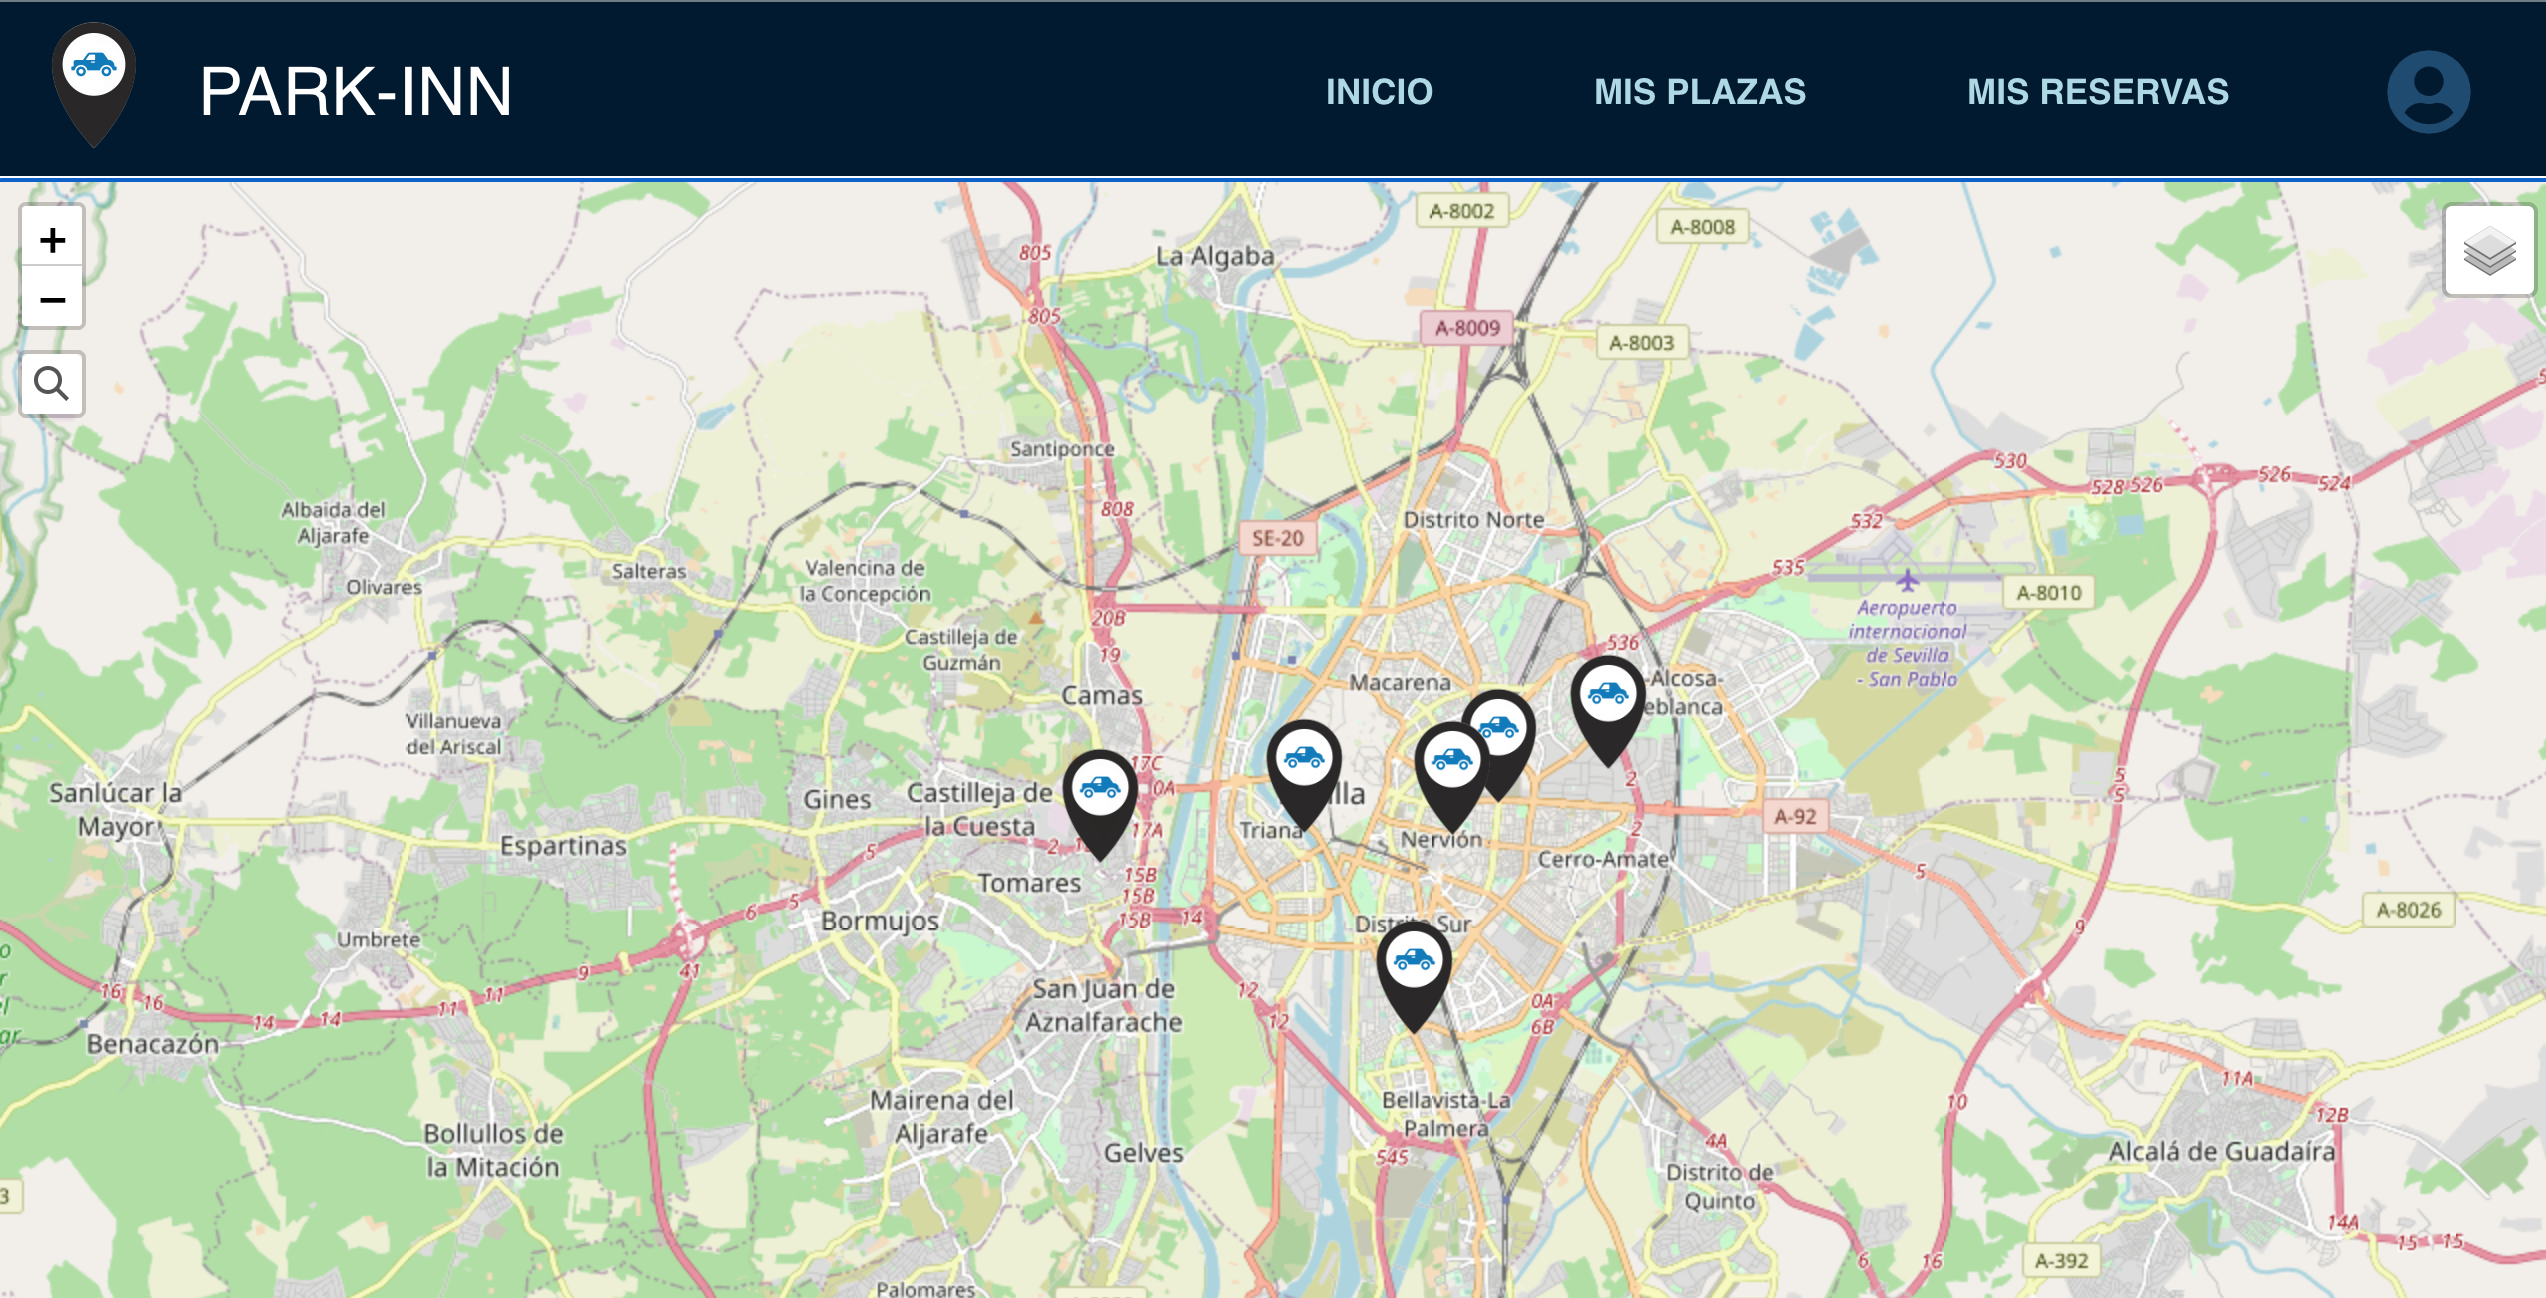 PARK-INN
INICIO
MIS PLAZAS
MIS RESERVAS
+
−
A-8002
A-8008
805
La Algaba
805
A-8009
A-8003
Santiponce
530
526
524
528 526
808
Albaida del
Aljarafe
Distrito Norte
532
SE-20
Olivares
Salteras
Valencina de
la Concepción
535
A-8010
Aeropuerto
internacional
de Sevilla
- San Pablo
20B
Castilleja de
Guzmán
19
536
Camas
Macarena
-Alcosa-
eblanca
Villanueva
del Ariscal
17C
0A
2
5
5
Sanlúcar la
Mayor
Gines
Castilleja de
la Cuesta
lla
A-92
Triana
17A
2
Nervión
Espartinas
5
2
Cerro-Amate
5
Tomares
15B
15B
15B
14
6
5
Bormujos
Distrito Sur
A-8026
Umbrete
9
9
41
16
16
14
14
11
11
San Juan de
Aznalfarache
12
12
0A
6B
Benacazón
11A
Mairena del
Aljarafe
Bellavista-La
Palmera
10
12B
Bollullos de
la Mitación
Gelves
545
4A
Distrito de
Quinto
Alcalá de Guadaíra
3
14A
15
15
6
16
A-392
Palomares